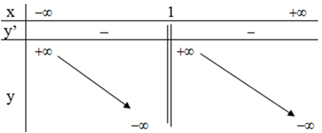 x −∞ 1 +∞
y' − −
+∞ +∞
y
−∞ −∞